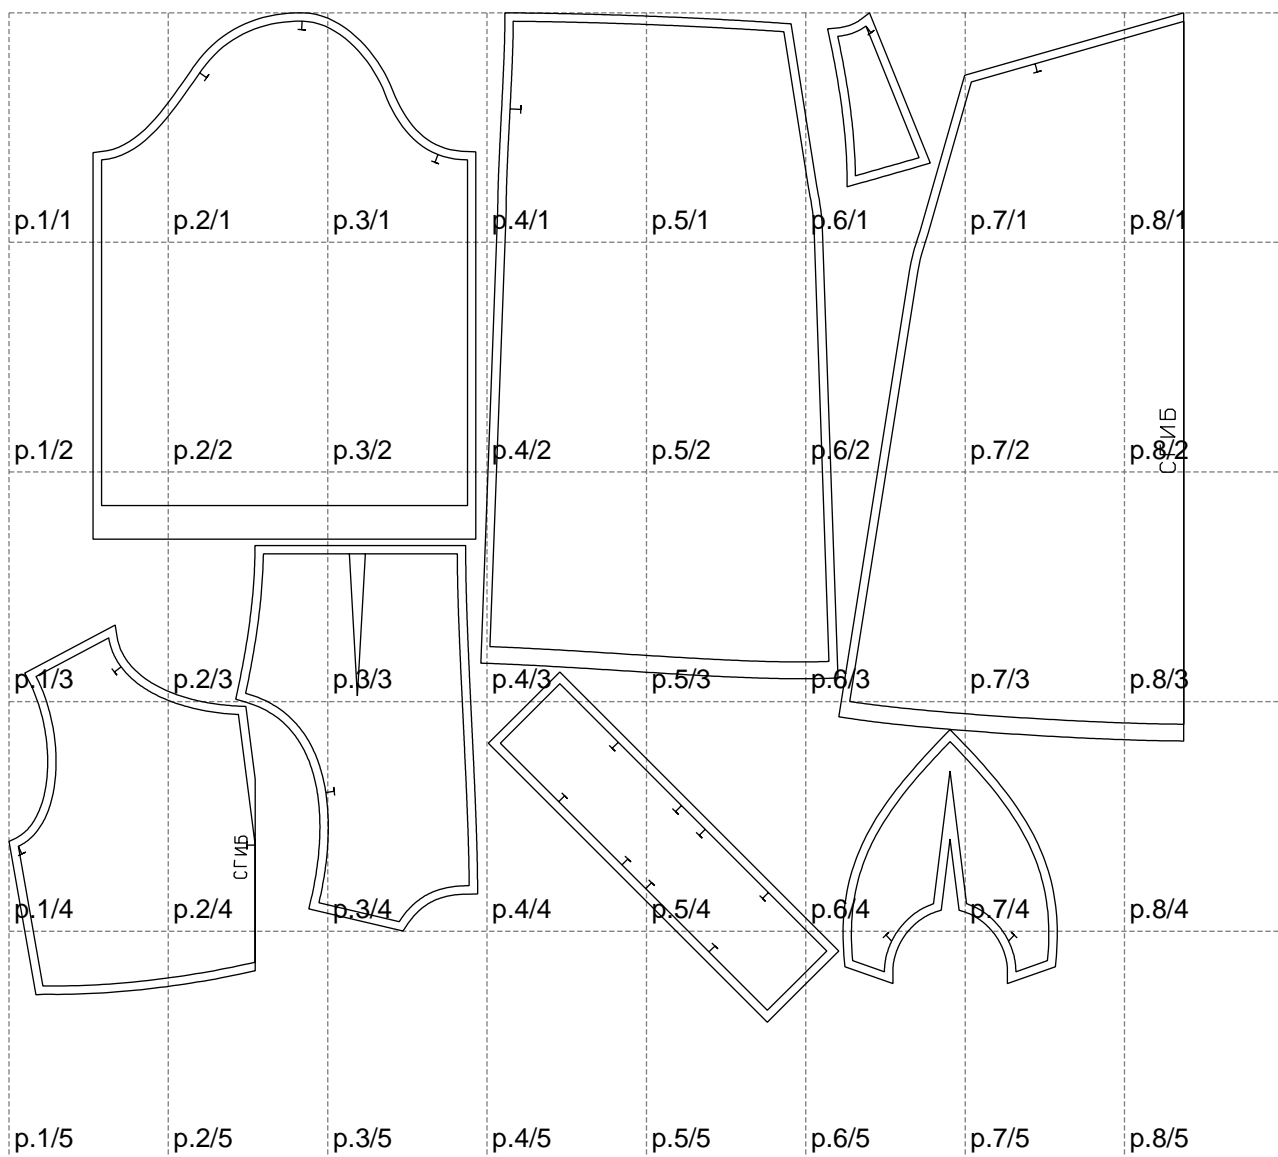 p.1/1 p.2/1 p.3/1 p.4/1 p.5/1 p.6/1 p.7/1 p.8/1
СГИБ
p.1/2 p.2/2 p.3/2 p.4/2 p.5/2 p.6/2 p.7/2 p.8/2
p.1/3 p.2/3 p.3/3 p.4/3 p.5/3 p.6/3 p.7/3 p.8/3
СГИБ
p.1/4 p.2/4 p.3/4 p.4/4 p.5/4 p.6/4 p.7/4 p.8/4
p.1/5 p.2/5 p.3/5 p.4/5 p.5/5 p.6/5 p.7/5 p.8/5